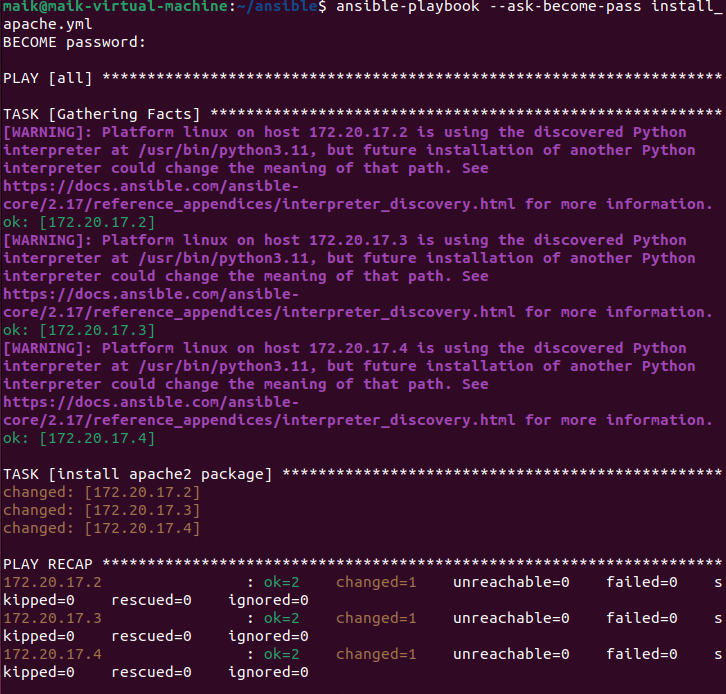 maik@maik-virtual-machine:~/ansible$ ansible-playbook --ask-become-pass install_
apache.yml
BECOME password:
PLAY [all] *********************************************************************
TASK [Gathering Facts] *********************************************************
[WARNING]: Platform linux on host 172.20.17.2 is using the discovered Python
interpreter at /usr/bin/python3.11, but future installation of another Python
interpreter could change the meaning of that path. See
https://docs.ansible.com/ansible-
core/2.17/reference_appendices/interpreter_discovery.html for more information.
ok: [172.20.17.2]
[WARNING]: Platform linux on host 172.20.17.3 is using the discovered Python
interpreter at /usr/bin/python3.11, but future installation of another Python
interpreter could change the meaning of that path. See
https://docs.ansible.com/ansible-
core/2.17/reference_appendices/interpreter_discovery.html for more information.
ok: [172.20.17.3]
[WARNING]: Platform linux on host 172.20.17.4 is using the discovered Python
interpreter at /usr/bin/python3.11, but future installation of another Python
interpreter could change the meaning of that path. See
https://docs.ansible.com/ansible-
core/2.17/reference_appendices/interpreter_discovery.html for more information.
ok: [172.20.17.4]
TASK [install apache2 package] *************************************************
changed: [172.20.17.2]
changed: [172.20.17.3]
changed: [172.20.17.4]
PLAY RECAP *********************************************************************
172.20.17.2                : ok=2    changed=1    unreachable=0    failed=0    s
kipped=0    rescued=0    ignored=0
172.20.17.3                : ok=2    changed=1    unreachable=0    failed=0    s
kipped=0    rescued=0    ignored=0
172.20.17.4                : ok=2    changed=1    unreachable=0    failed=0    s
kipped=0    rescued=0    ignored=0